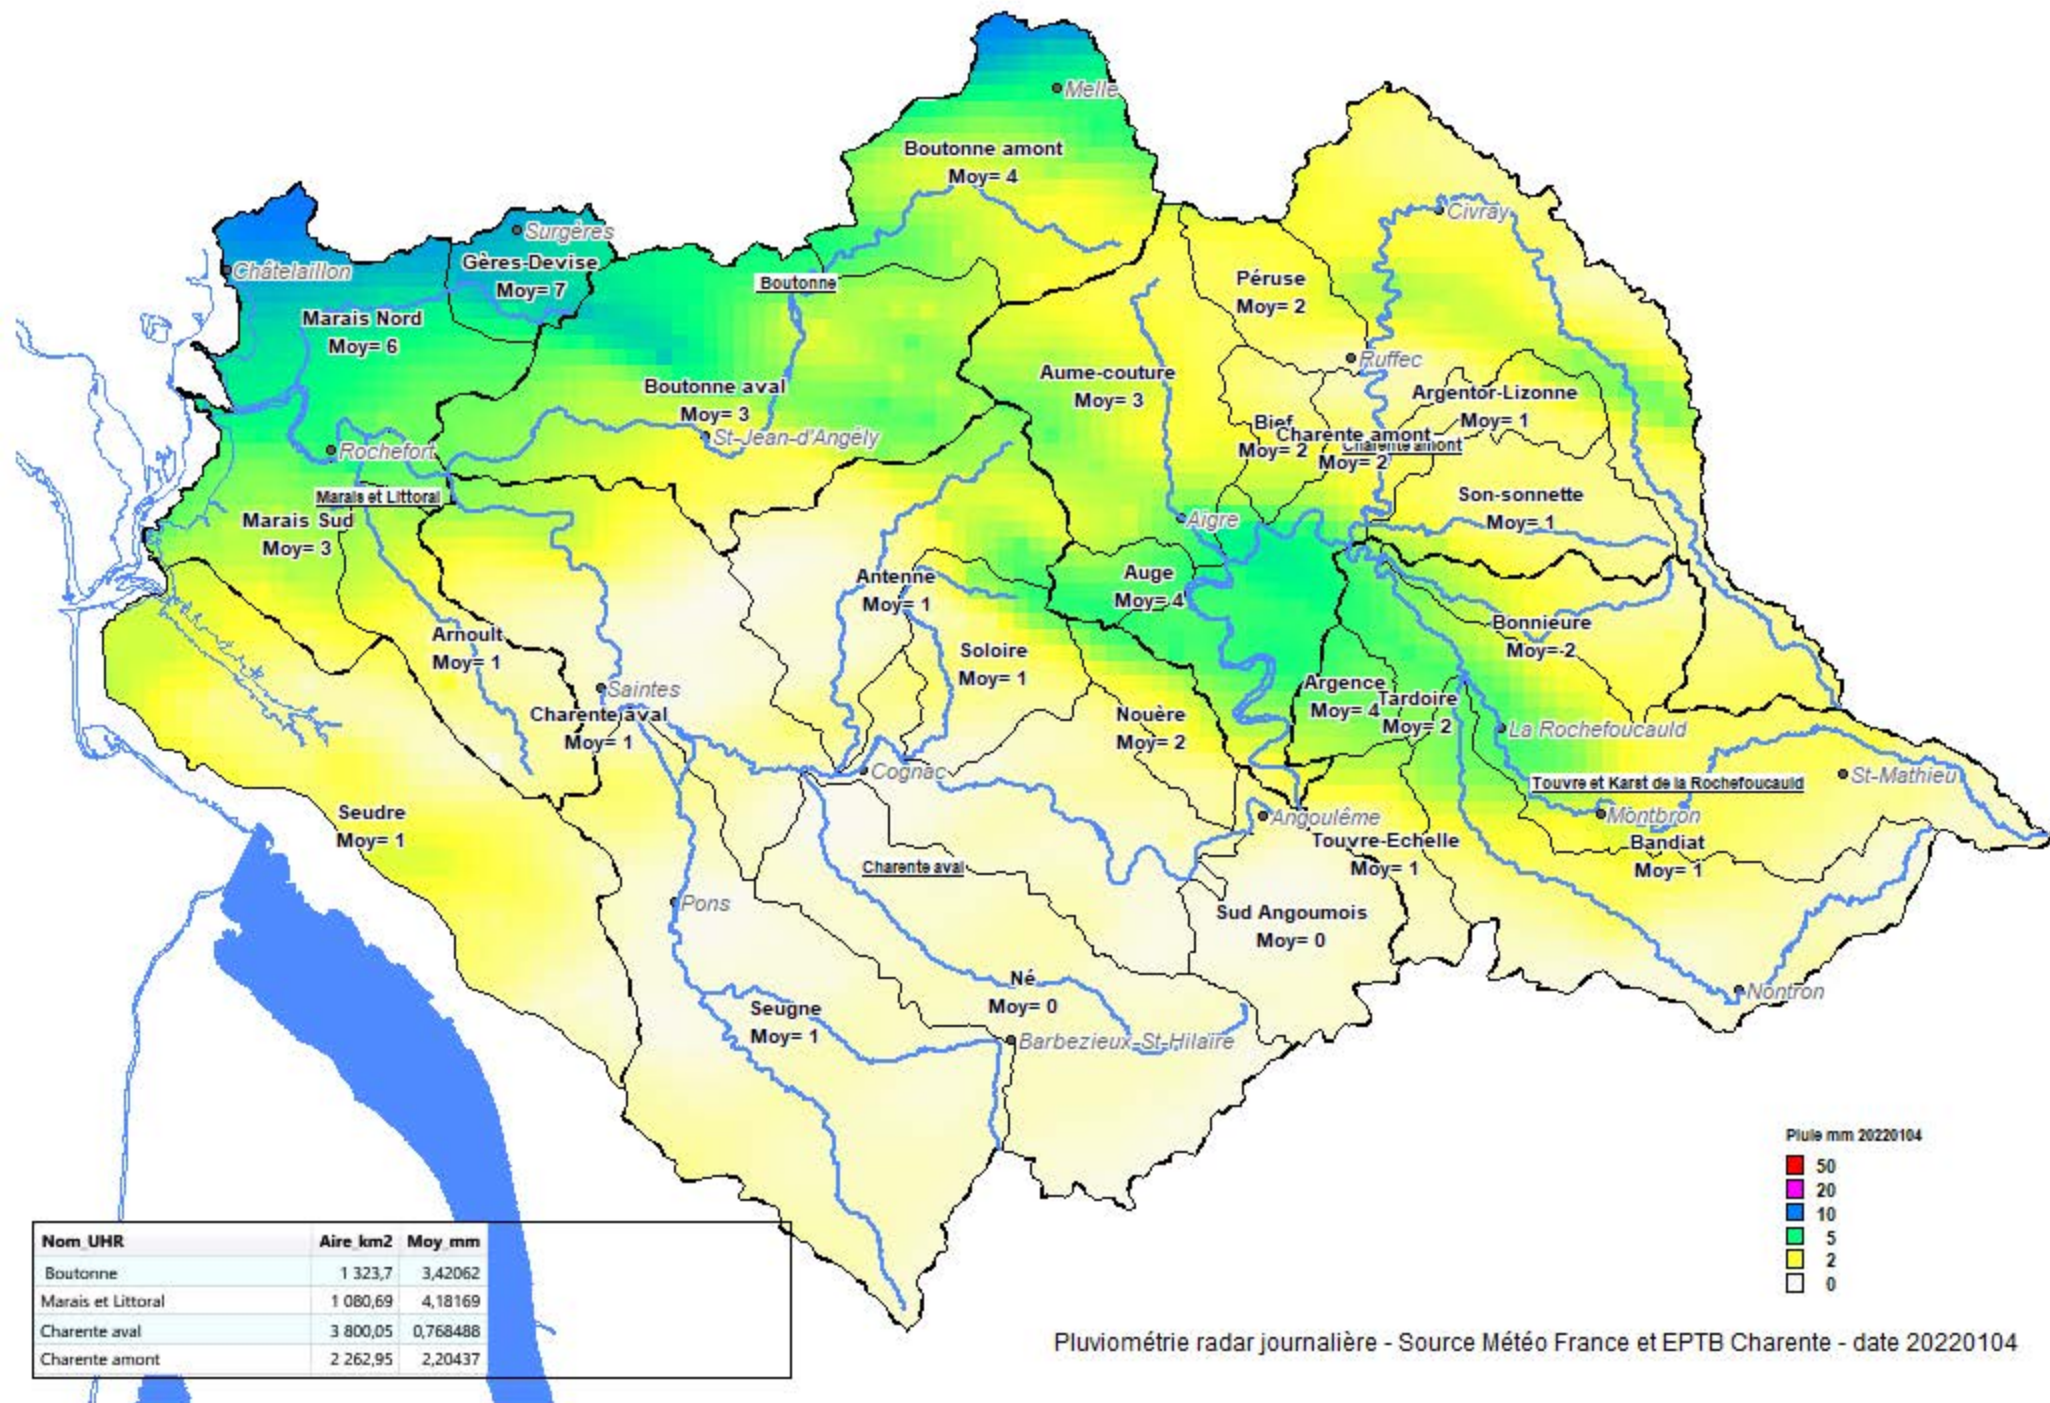 Melle
Boutonne amont
Moy= 4
Civray
Surgères
Châtelaillon
Gères-Devise
Moy= 7
Boutonne
Péruse
Moy= 2
Marais Nord
Moy= 6
Ruffec
Aume-couture
Moy= 3
Boutonne aval
Moy= 3
Argentor-Lizonne
Moy= 1
St-Jean-d'Angély
Bief
Moy= 2
Charente amont
Moy= 2
Charente amont
Rochefort
Marais et Littoral
Son-sonnette
Moy= 1
Marais Sud
Moy= 3
Aigre
Antenne
Moy= 1
Auge
Moy= 4
Arnoult
Moy= 1
Bonnieure
Moy= 2
Soloire
Moy= 1
Saintes
Argence
Moy= 4
Tardoire
Moy= 2
Charente aval
Moy= 1
Nouère
Moy= 2
La Rochefoucauld
Cognac
St-Mathieu
Touvre et Karst de la Rochefoucauld
Seudre
Moy= 1
Angoulême
Montbron
Touvre-Echelle
Moy= 1
Bandiat
Moy= 1
Charente aval
Pons
Sud Angoumois
Moy= 0
Né
Moy= 0
Nontron
Seugne
Moy= 1
Barbezieux-St-Hilaire
Pluie mm 20220104
50
20
10
5
2
0
Nom_UHR Aire_km2 Moy_mm
Boutonne 1 323,7 3,42062
Marais et Littoral 1 080,69 4,18169
Charente aval 3 800,05 0,768488
Charente amont 2 262,95 2,20437
Pluviométrie radar journalière - Source Météo France et EPTB Charente - date 20220104